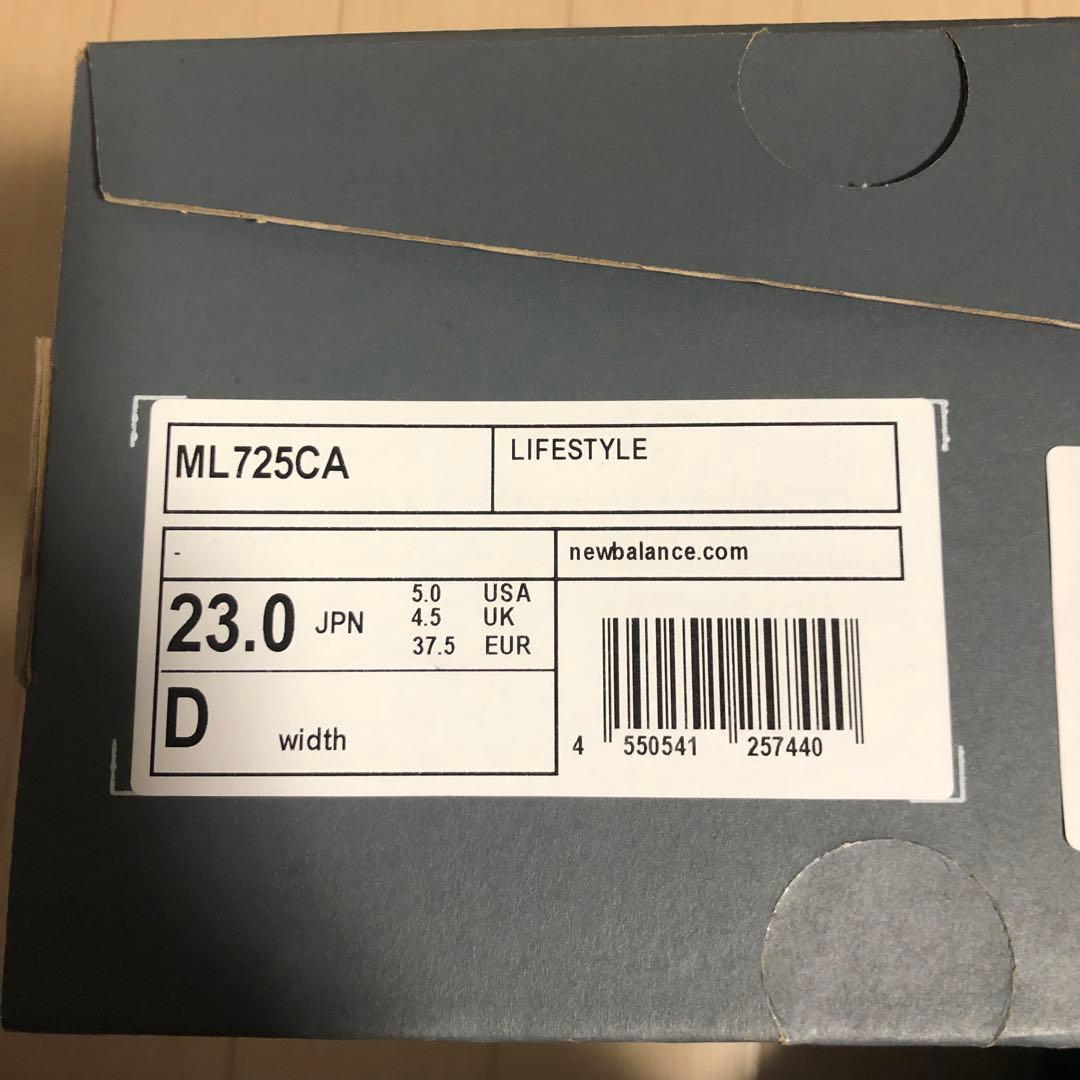 ML725CA
LIFESTYLE
-
newbalance.com
23.0 JPN
5.0 USA
4.5 UK
37.5 EUR
D width
4 550541 257440